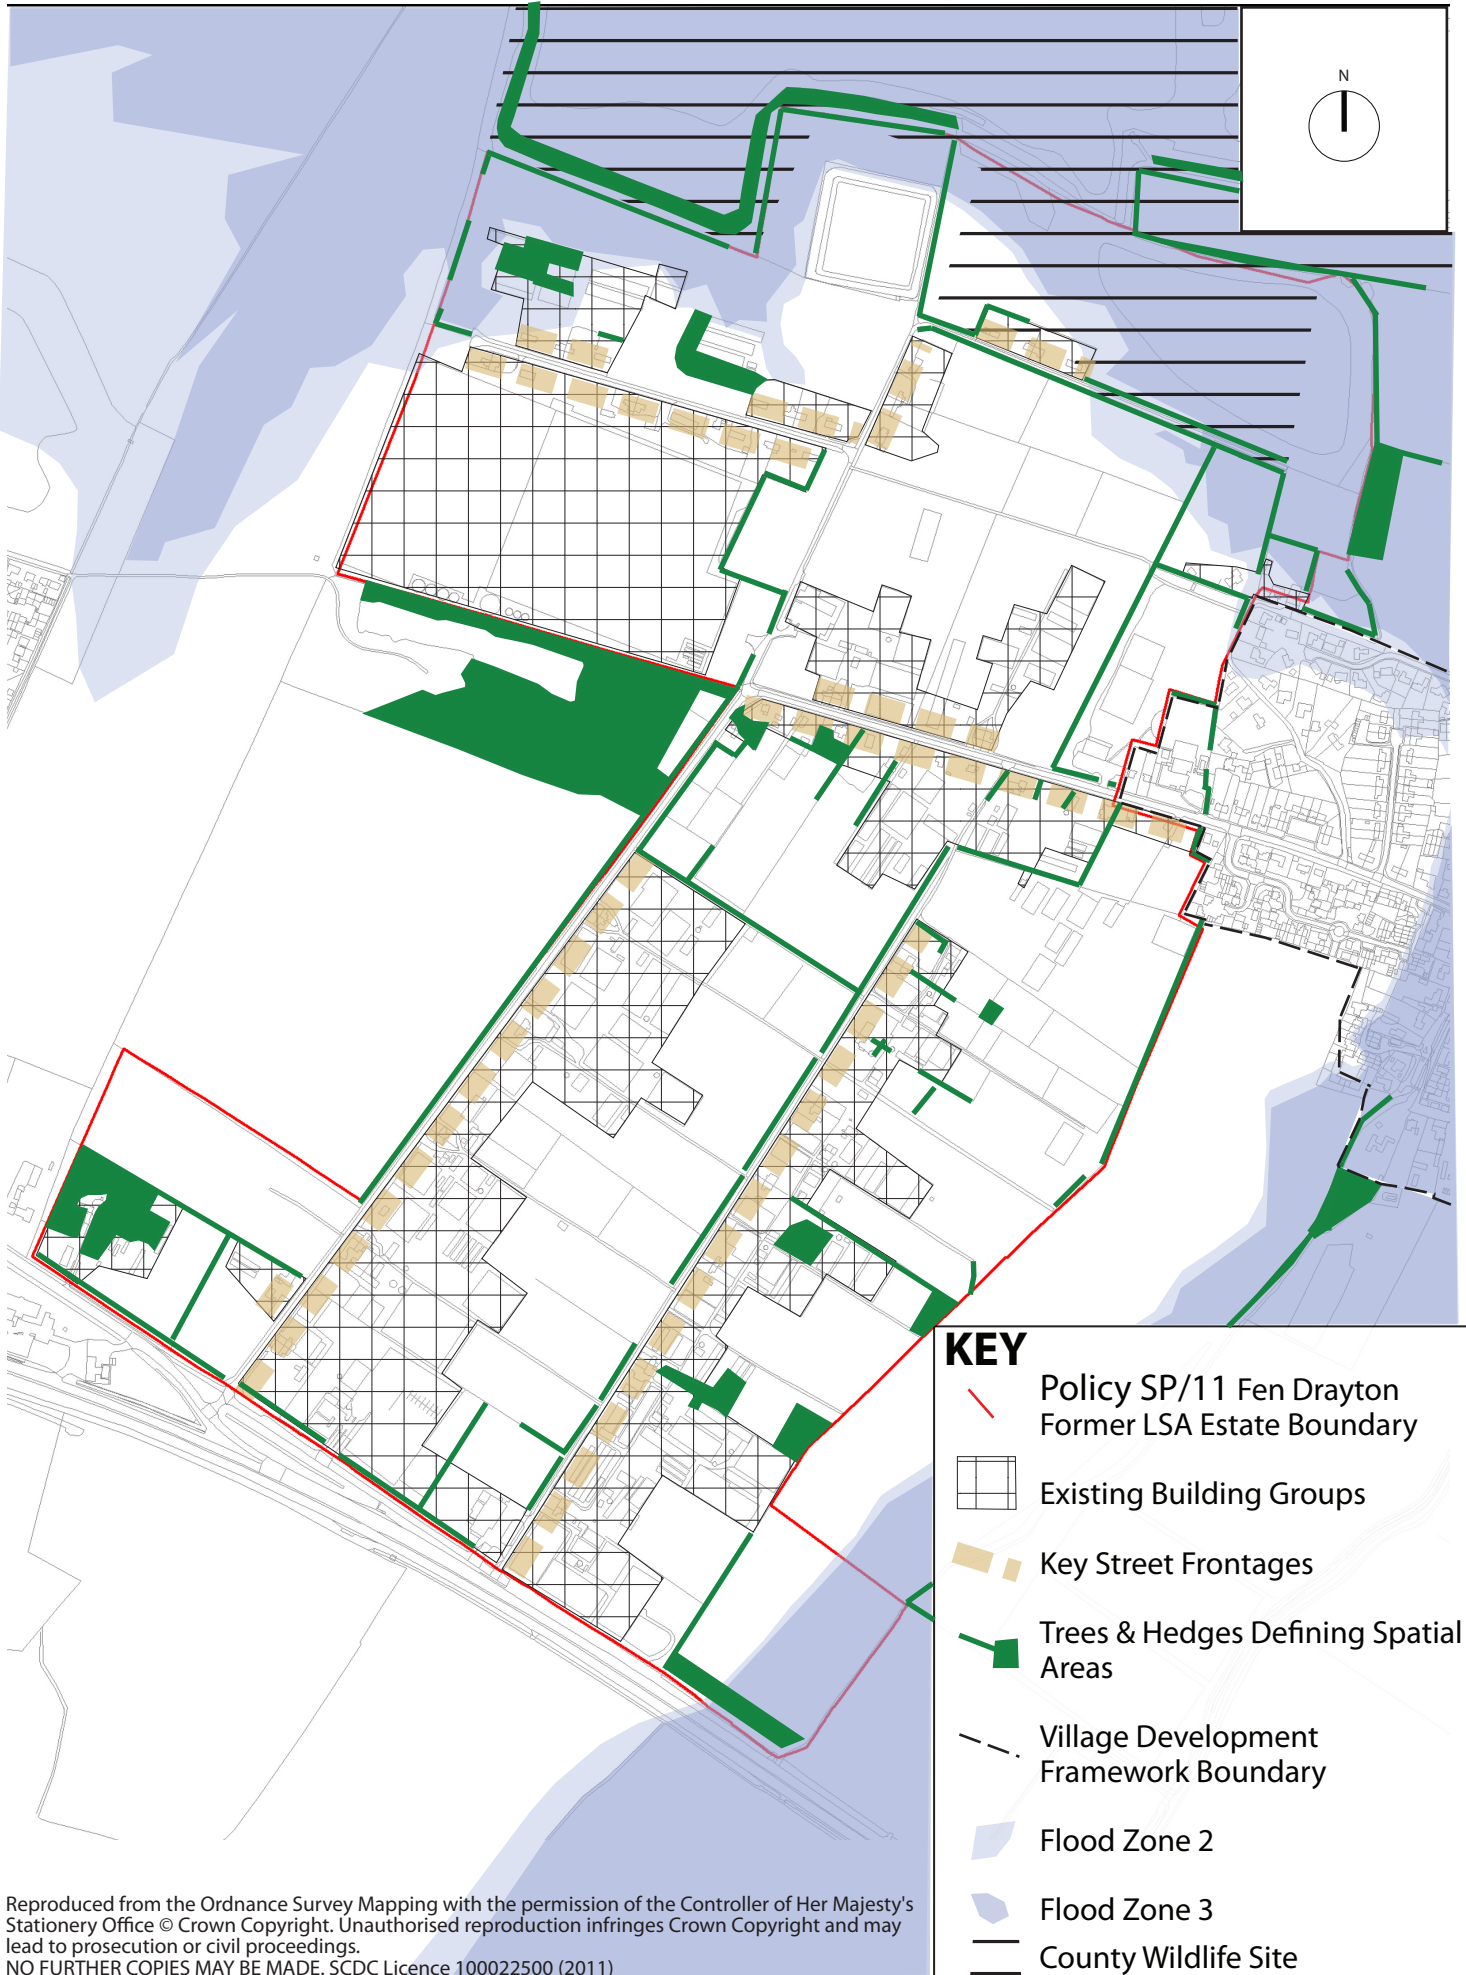 N
KEY
Policy SP/11 Fen Drayton
Former LSA Estate Boundary
Existing Building Groups
Key Street Frontages
Trees & Hedges Defining Spatial
Areas
Village Development
Framework Boundary
Flood Zone 2
Flood Zone 3
County Wildlife Site
Reproduced from the Ordnance Survey Mapping with the permission of the Controller of Her Majesty's
Stationery Office © Crown Copyright. Unauthorised reproduction infringes Crown Copyright and may
lead to prosecution or civil proceedings.
NO FURTHER COPIES MAY BE MADE. SCDC Licence 100022500 (2011)